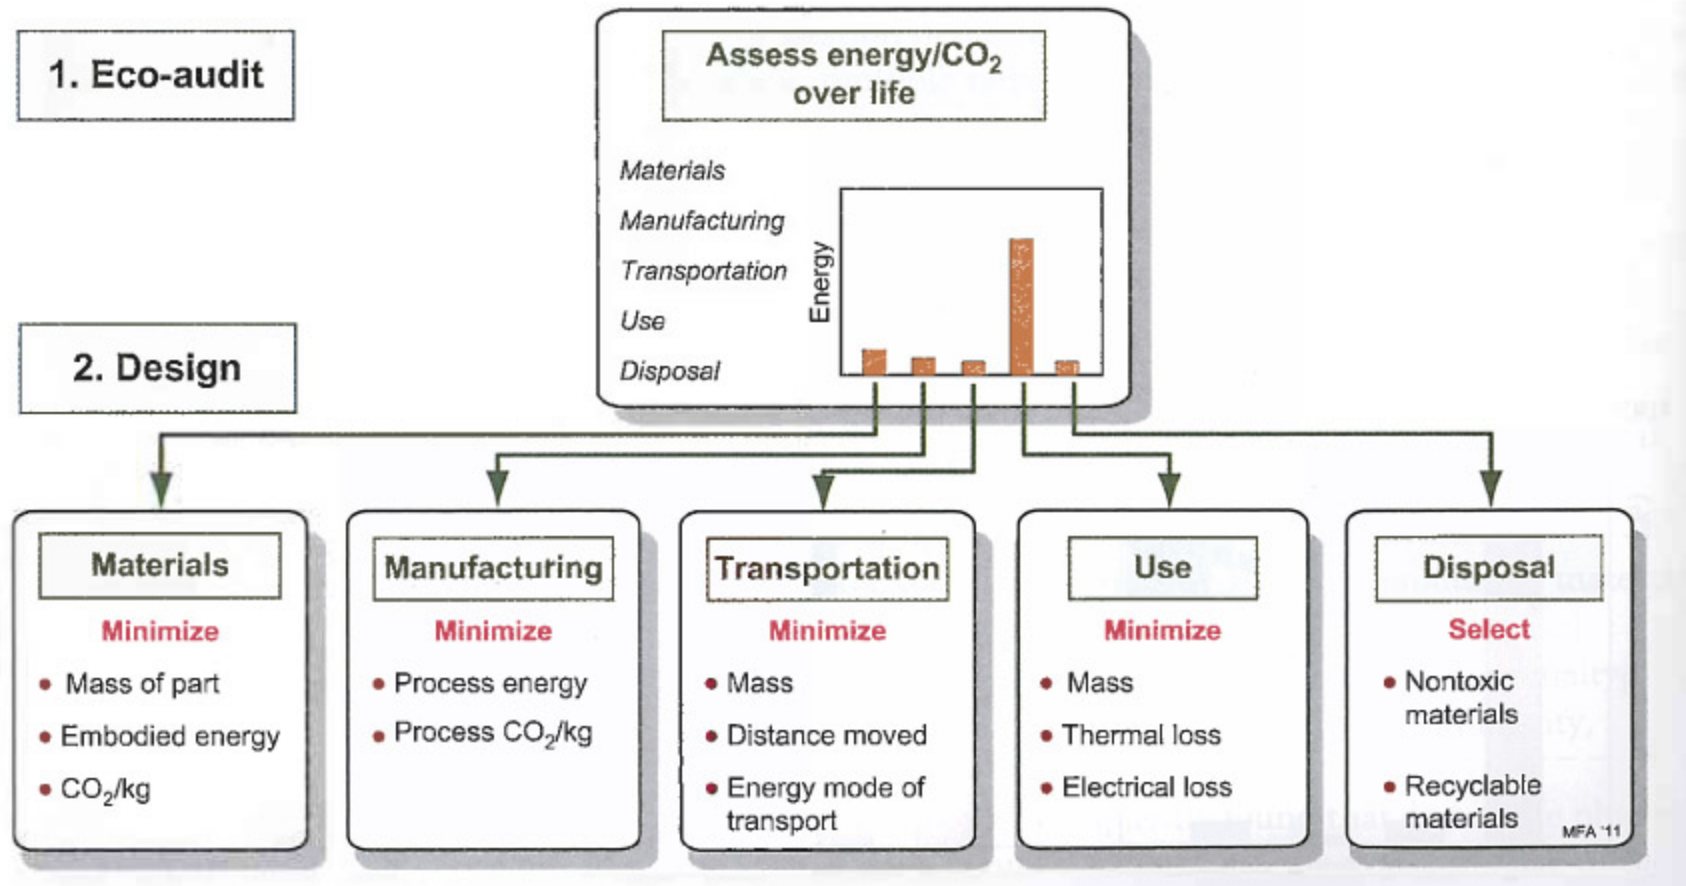 1. Eco-audit
Assess energy/CO₂
over life
Materials
Manufacturing
Transportation
Use
Disposal
Energy
2. Design
Materials
Minimize
• Mass of part
• Embodied energy
• CO₂/kg
Manufacturing
Minimize
• Process energy
• Process CO₂/kg
Transportation
Minimize
• Mass
• Distance moved
• Energy mode of
transport
Use
Minimize
• Mass
• Thermal loss
• Electrical loss
Disposal
Select
• Nontoxic
materials
• Recyclable
materials
MFA '11